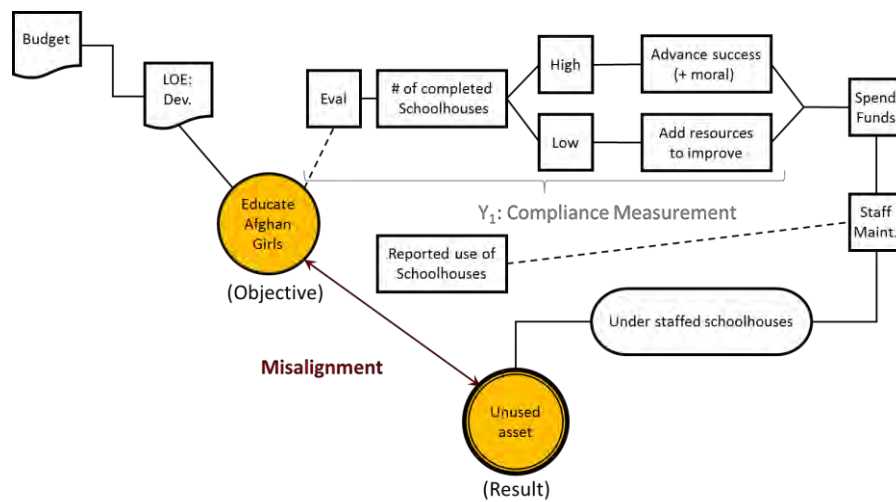 Budget
LOE:
Dev.
Eval
# of completed
Schoolhouses
High
Advance success
(+ moral)
Low
Add resources
to improve
Spend
Funds
Y1: Compliance Measurement
Educate
Afghan
Girls
(Objective)
Reported use of
Schoolhouses
Staff
Maint.
Under staffed schoolhouses
Misalignment
Unused
asset
(Result)